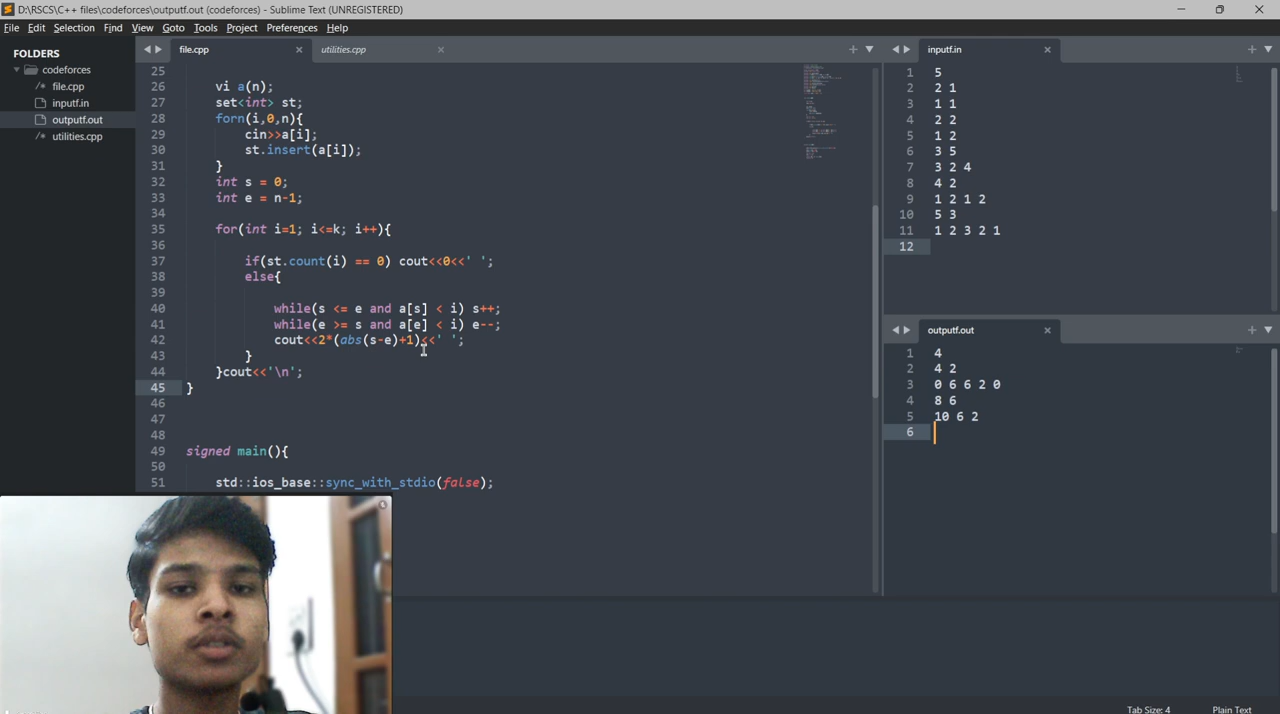 D:\RSCS\C++ files\codeforces\outputf.out (codeforces) - Sublime Text (UNREGISTERED)
File Edit Selection Find View Goto Tools Project Preferences Help
FOLDERS
codeforces
/* file.cpp
inputf.in
outputf.out
/* utilities.cpp
file.cpp
utilities.cpp
25
26 vi a(n);
27 set<int> st;
28 forn(i,0,n){
29 cin>>a[i];
30 st.insert(a[i]);
31 }
32 int s = 0;
33 int e = n-1;
34
35 for(int i=1; i<=k; i++){
36
37 if(st.count(i) == 0) cout<<0<<' ';
38 else{
39
40 while(s <= e and a[s] < i) s++;
41 while(e >= s and a[e] < i) e--;
42 cout<<2*(abs(s-e)+1)<<' ';
43 }
44 }cout<<'\n';
45 }
46
47
48
49 signed main(){
50
51 std::ios_base::sync_with_stdio(false);
inputf.in
1 5
2 2 1
3 1 1
4 2 2
5 1 2
6 3 5
7 3 2 4
8 4 2
9 1 2 1 2
10 5 3
11 1 2 3 2 1
12
outputf.out
1 4
2 4 2
3 0 6 6 2 0
4 8 6
5 10 6 2
6
Tab Size: 4 Plain Text